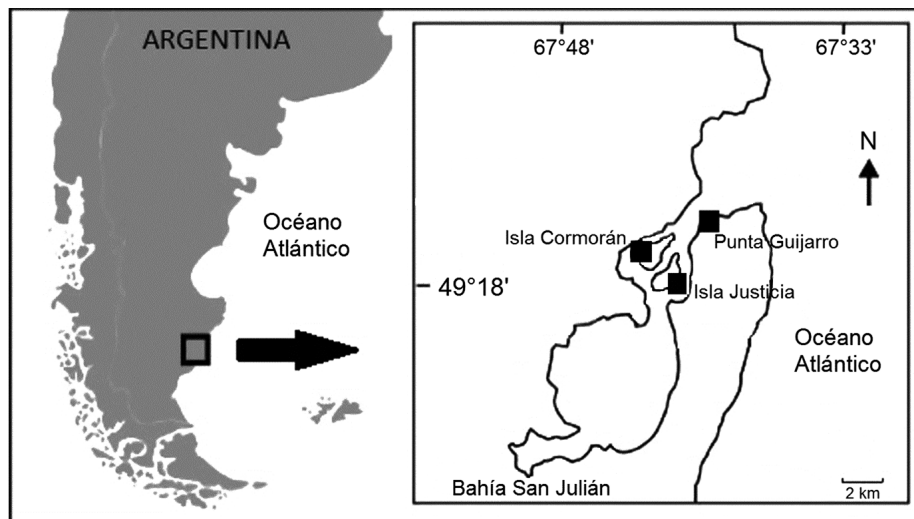 ARGENTINA
Océano
Atlántico
67°48'
67°33'
N
Isla Cormorán
Punta Guijarro
49°18'
Isla Justicia
Océano
Atlántico
Bahía San Julián
2 km